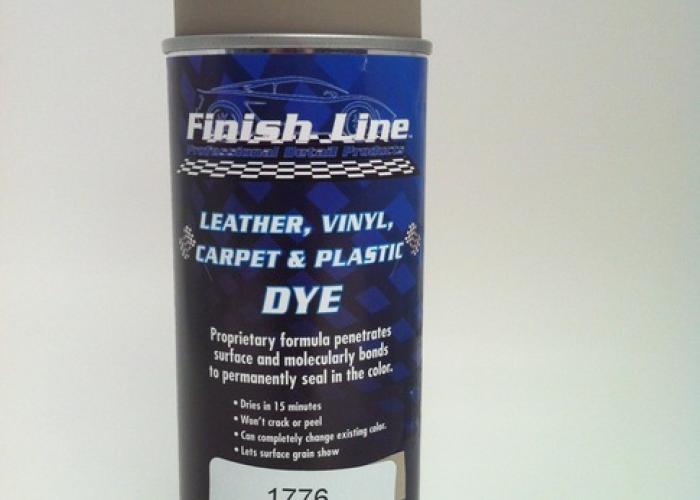 Finish Line
Professional Detail Products
LEATHER, VINYL,
CARPET & PLASTIC
DYE
Proprietary formula penetrates
surface and molecularly bonds
to permanently seal in the color.
• Dries in 15 minutes
• Won't crack or peel
• Can completely change existing color.
• Lets surface grain show
1776